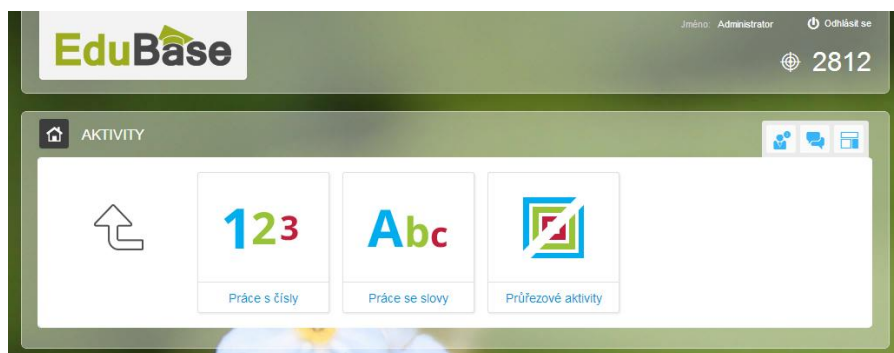 EduBase
Jméno: Administrator
Odhlásit se
2812
AKTIVITY
123
Abc
Práce s čísly
Práce se slovy
Průřezové aktivity